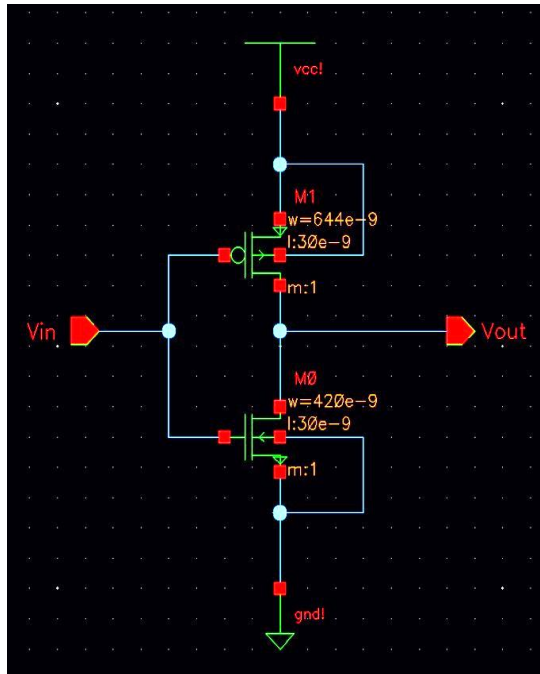 vcc!
M1
w=644e-9
l:30e-9
m:1
Vin
Vout
M0
w=420e-9
l:30e-9
m:1
gnd!